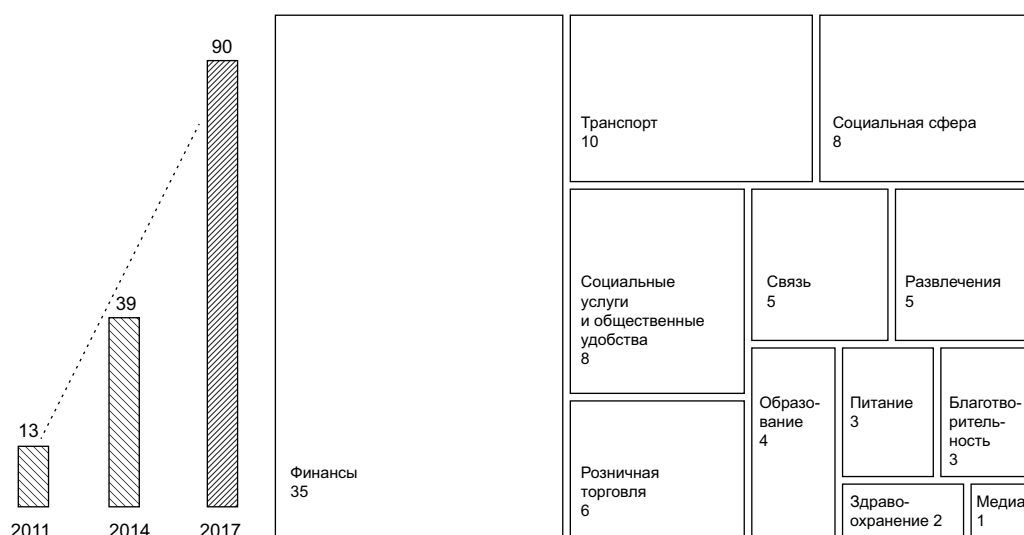 90
39
13
2011
2014
2017
Финансы
35
Транспорт
10
Социальная сфера
8
Социальные
услуги
и общественные
удобства
8
Связь
5
Развлечения
5
Розничная
торговля
6
Образо-
вание
4
Питание
3
Благотво-
ритель-
ность
3
Здраво-
охранение 2
Медиа
1